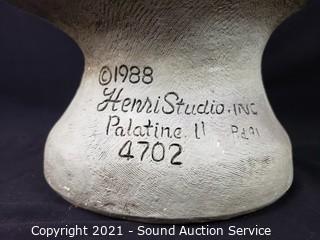 ©1988
Henri Studio. INC
Palatine. Il
4702
Copyright 2021 - Sound Auction Service